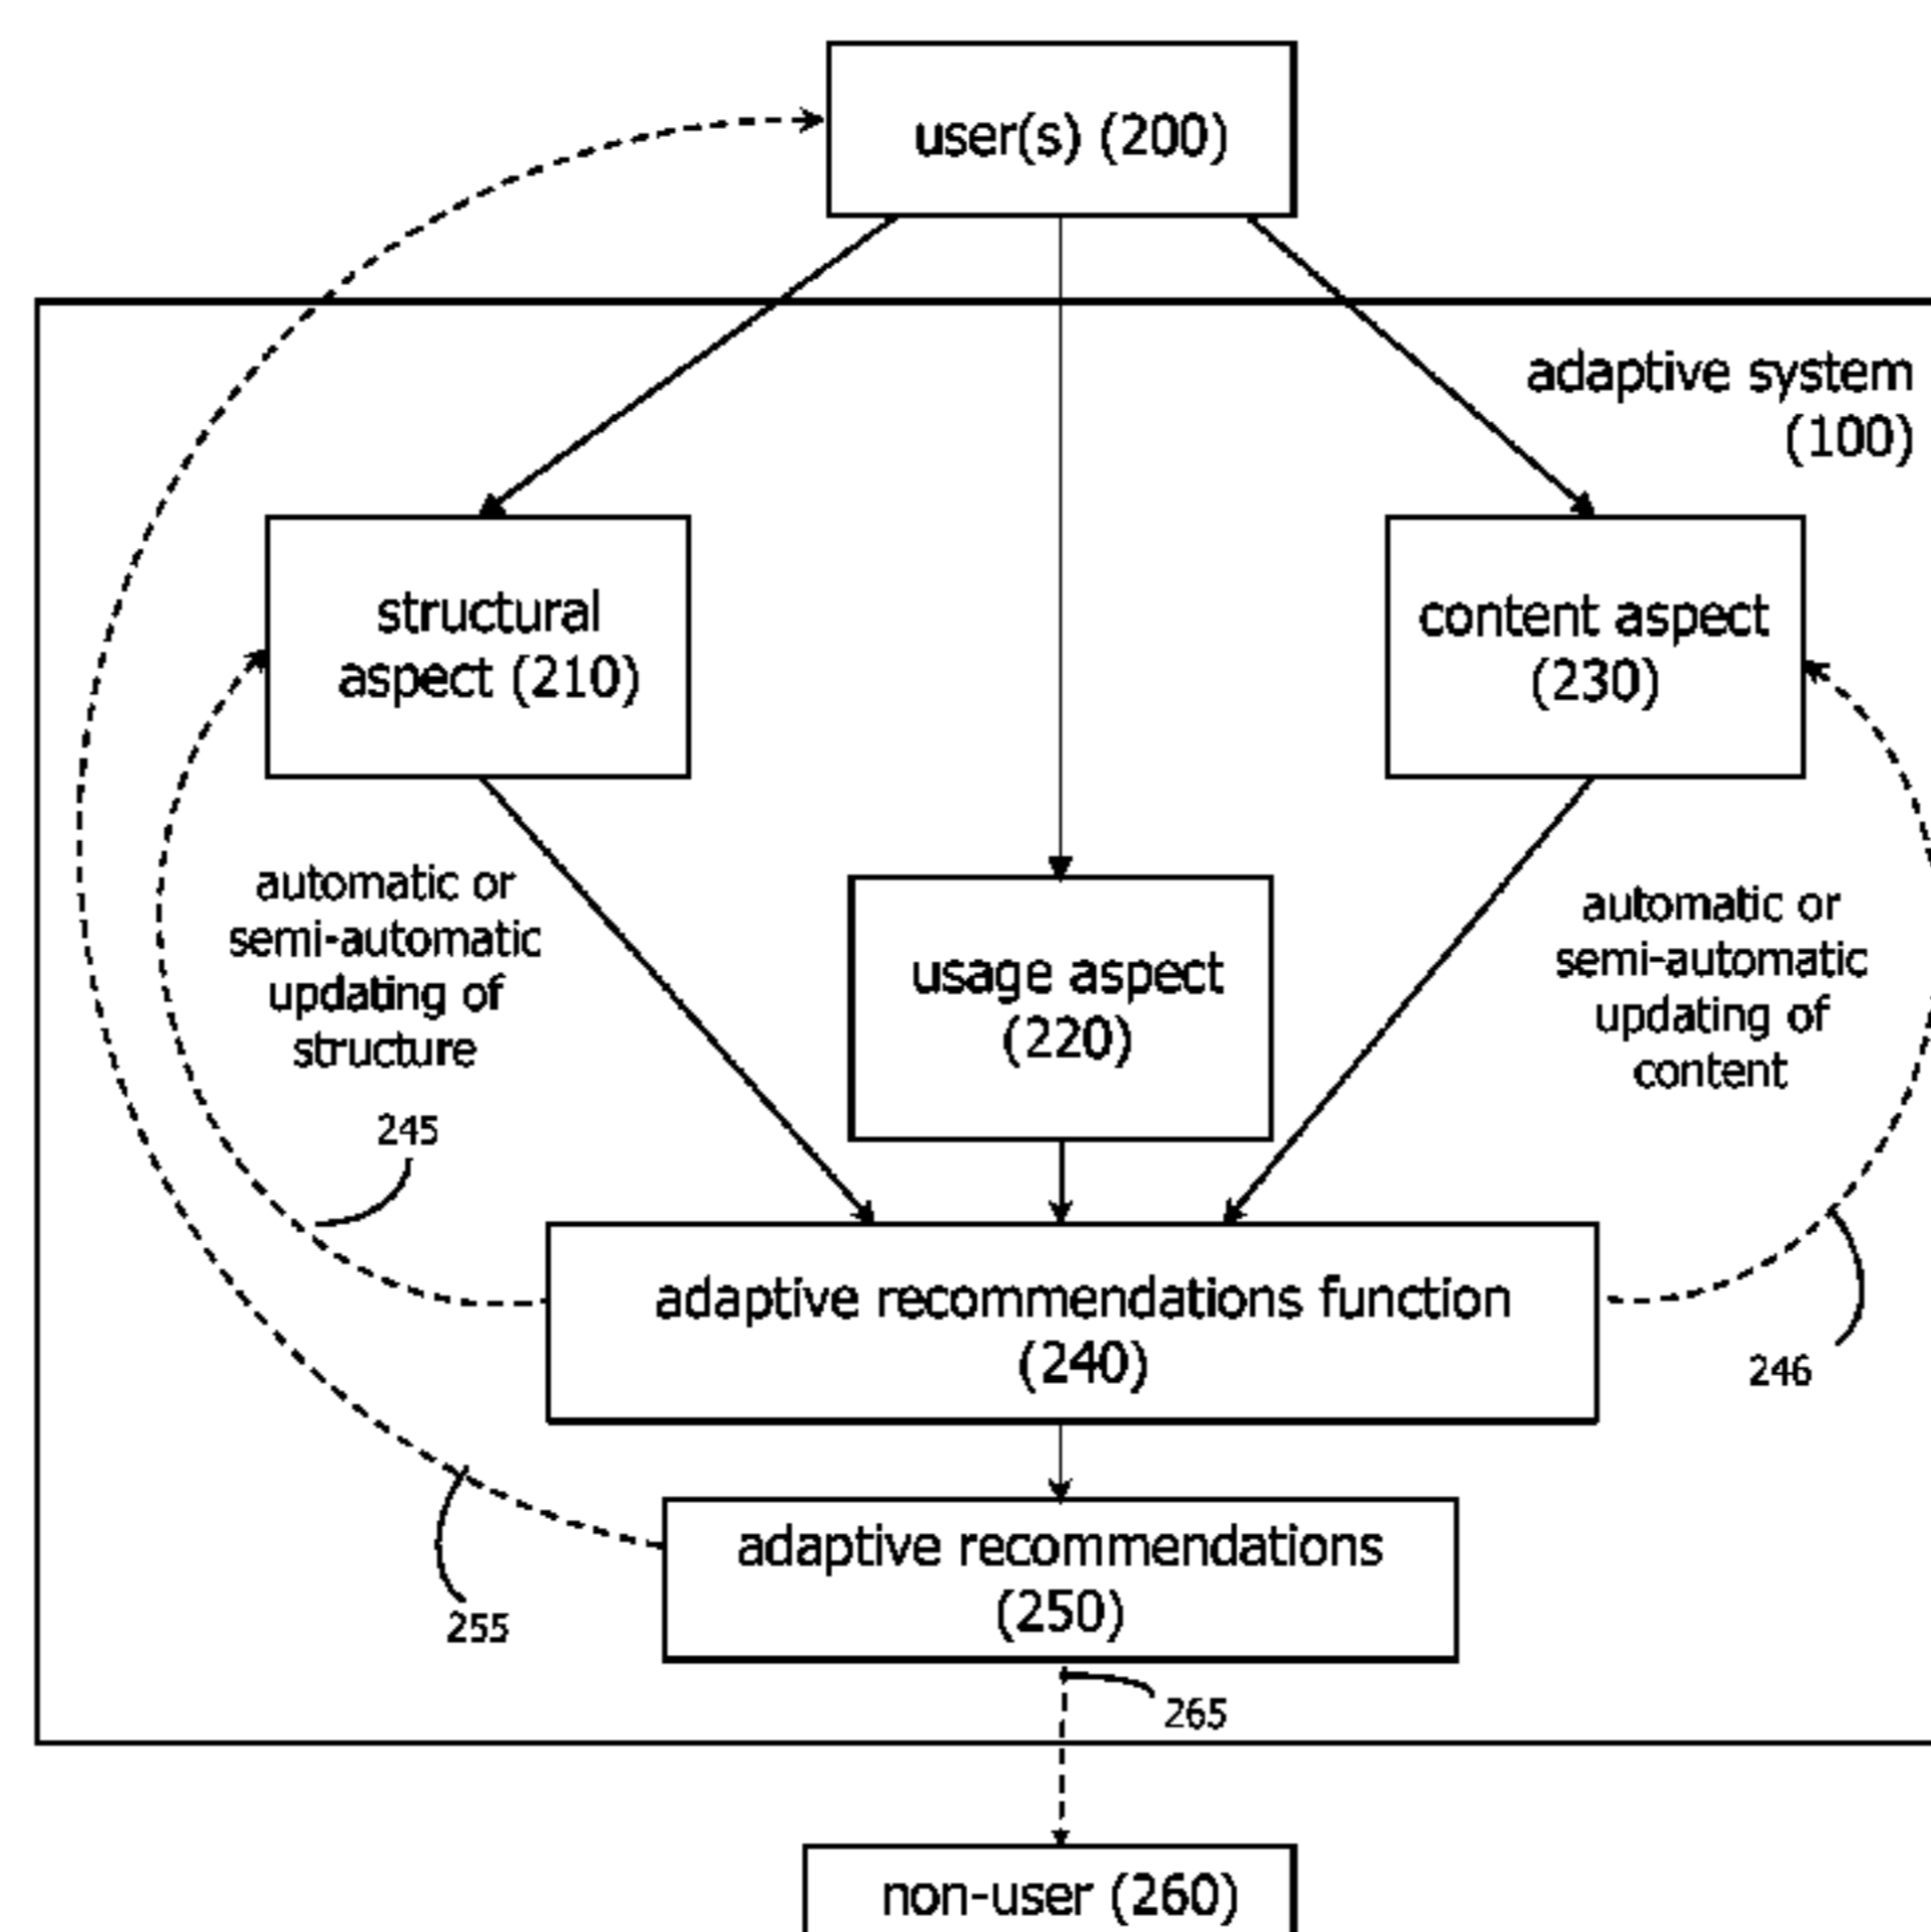 user(s) (200)
adaptive system
(100)
structural
aspect (210)
content aspect
(230)
automatic or
semi-automatic
updating of
structure
245
usage aspect
(220)
automatic or
semi-automatic
updating of
content
adaptive recommendations function
(240)
246
adaptive recommendations
(250)
255
265
non-user (260)